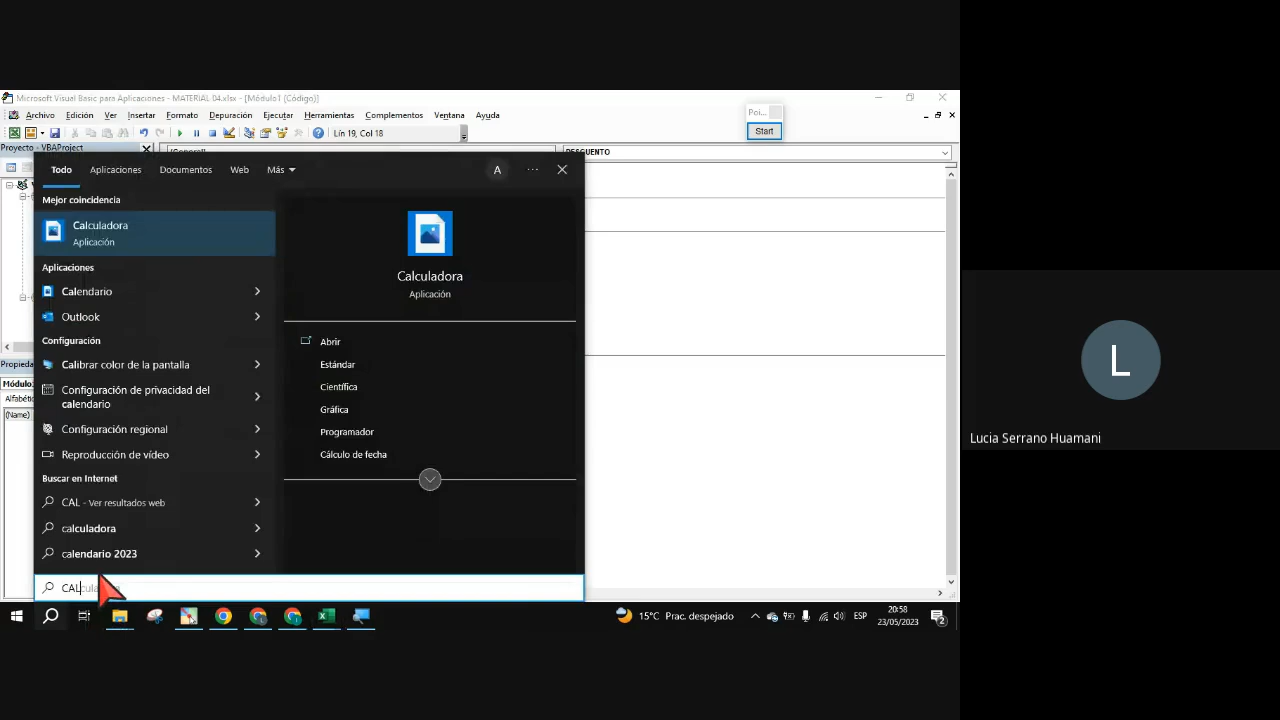 Microsoft Visual Basic para Aplicaciones - MATERIAL 04.xlsx - [Módulo1 (Código)]
Archivo Edición Ver Insertar Formato Depuración Ejecutar Herramientas Complementos Ventana Ayuda
Lín 19, Col 18
Poi...
Start
Proyecto - VBAProject
DESCUENTO
Todo Aplicaciones Documentos Web Más
A
Mejor coincidencia
Calculadora
Aplicación
Aplicaciones
Calendario
Outlook
Configuración
Calibrar color de la pantalla
Configuración de privacidad del
calendario
Configuración regional
Reproducción de vídeo
Buscar en Internet
CAL - Ver resultados web
calculadora
calendario 2023
Calculadora
Aplicación
Abrir
Estándar
Científica
Gráfica
Programador
Cálculo de fecha
Propieda
Módulo:
Alfabétic
(Name)
CAL
15°C Prac. despejado
ESP
20:58
23/05/2023
2
L
Lucia Serrano Huamani